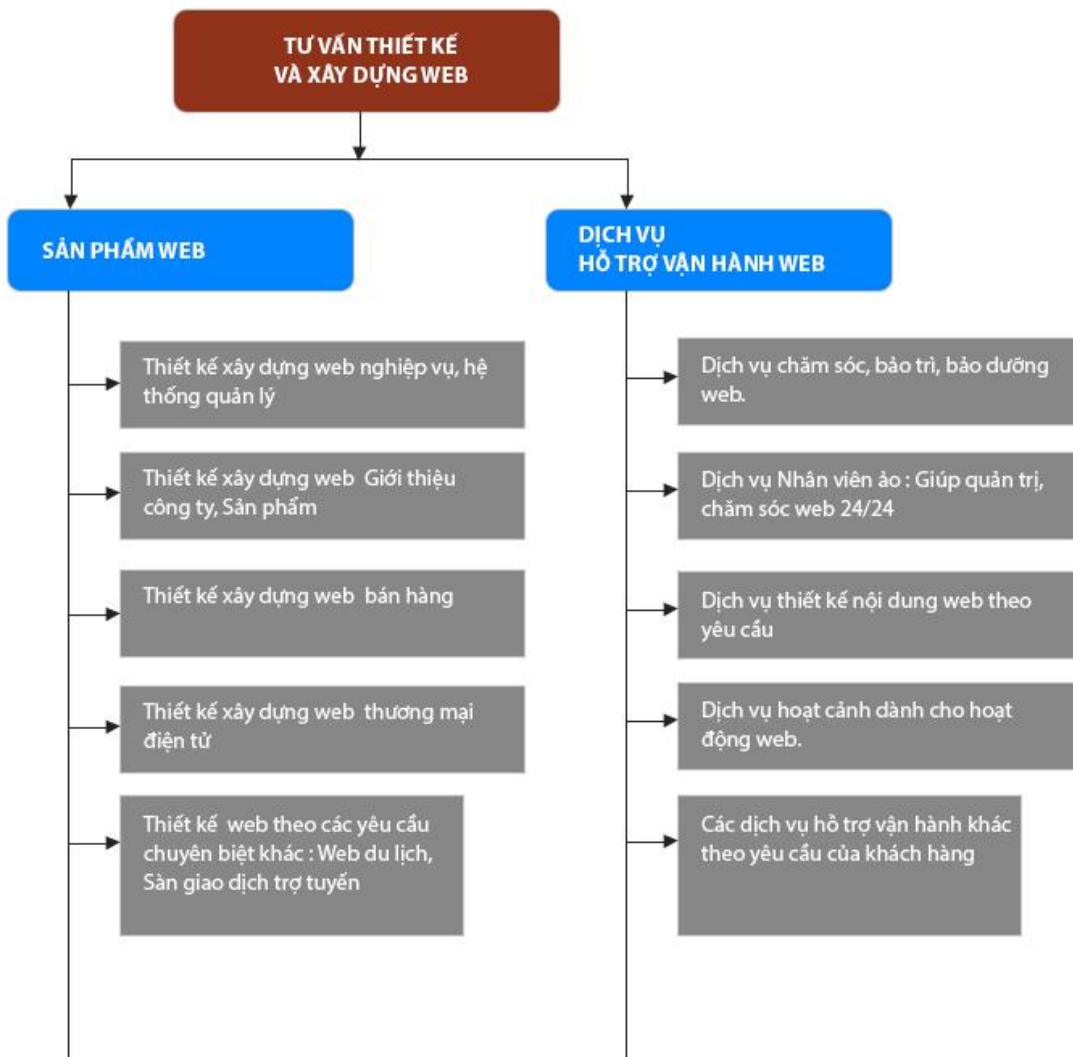 TƯ VẤN THIẾT KẾ
VÀ XÂY DỰNG WEB
SẢN PHẨM WEB
Thiết kế xây dựng web nghiệp vụ, hệ
thống quản lý
Thiết kế xây dựng web Giới thiệu
công ty, Sản phẩm
Thiết kế xây dựng web bán hàng
Thiết kế xây dựng web thương mại
điện tử
Thiết kế web theo các yêu cầu
chuyên biệt khác : Web du lịch,
Sàn giao dịch trợ tuyến
DỊCH VỤ
HỖ TRỢ VẬN HÀNH WEB
Dịch vụ chăm sóc, bảo trì, bảo dưỡng
web.
Dịch vụ Nhân viên ảo : Giúp quản trị,
chăm sóc web 24/24
Dịch vụ thiết kế nội dung web theo
yêu cầu
Dịch vụ hoạt cảnh dành cho hoạt
động web.
Các dịch vụ hỗ trợ vận hành khác
theo yêu cầu của khách hàng